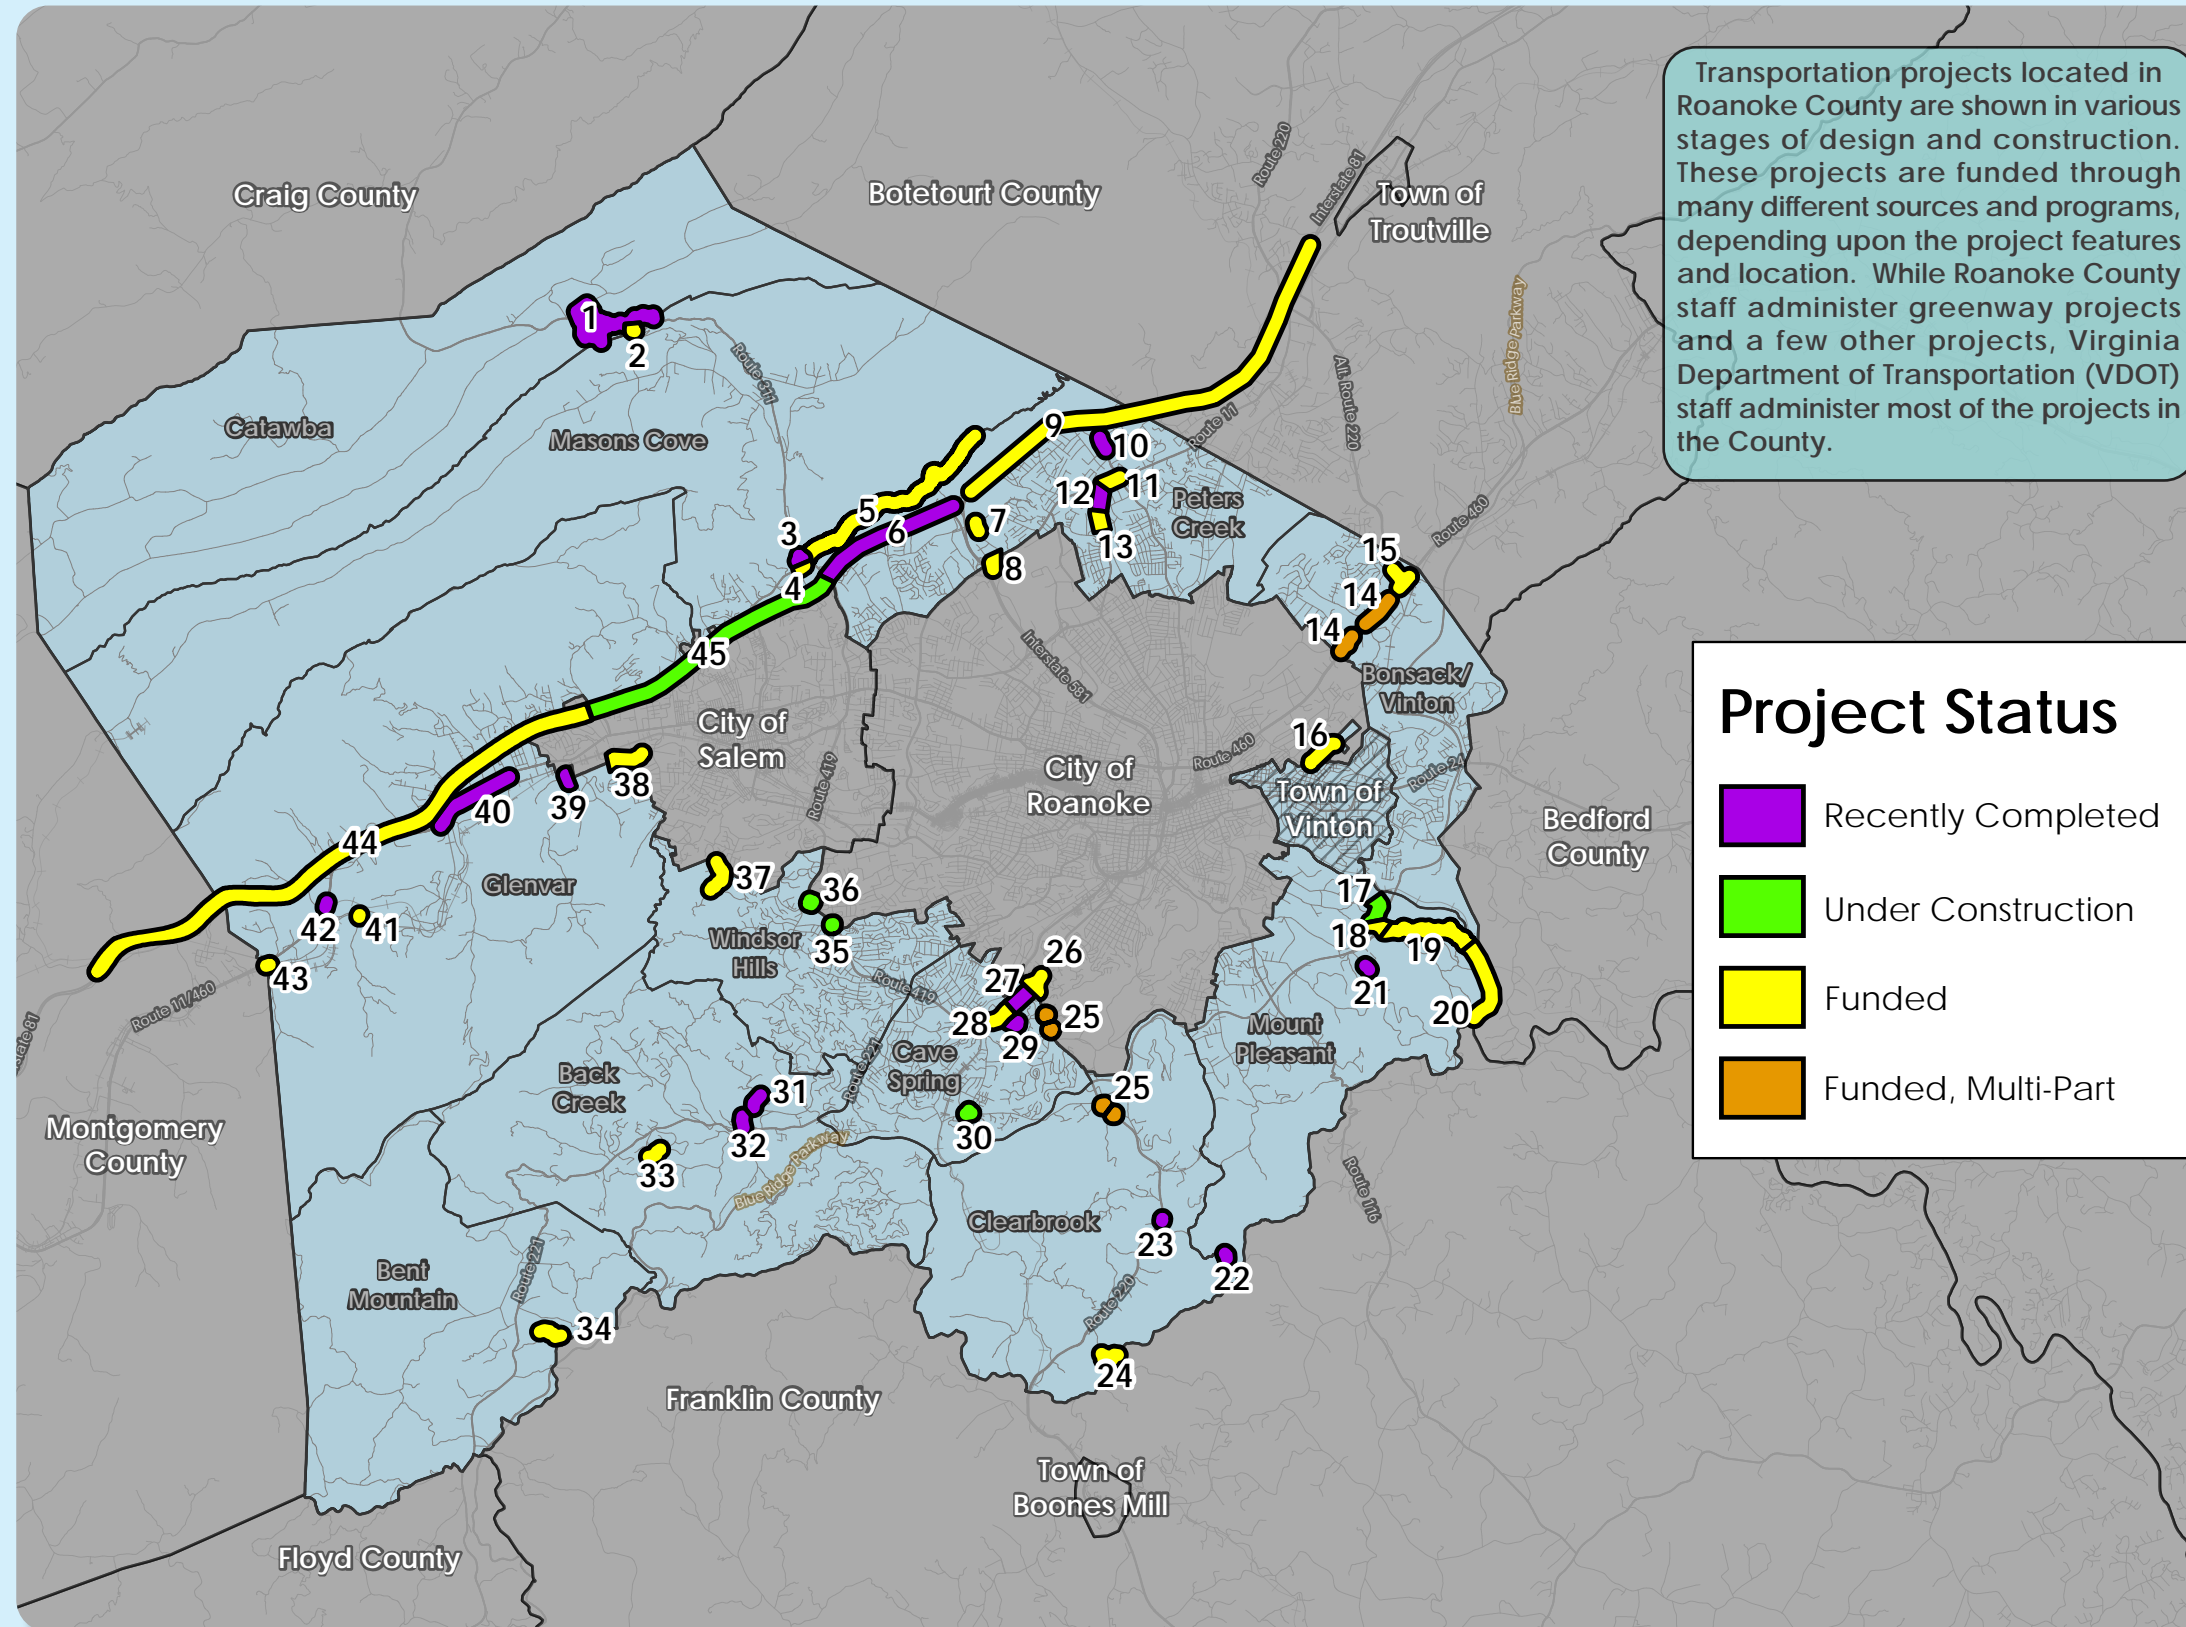 Transportation projects located in
Roanoke County are shown in various
stages of design and construction.
These projects are funded through
many different sources and programs,
depending upon the project features
and location. While Roanoke County
staff administer greenway projects
and a few other projects, Virginia
Department of Transportation (VDOT)
staff administer most of the projects in
the County.
Craig County
Botetourt County
Town of
Troutville
Route 220
Interstate 81
Blue Ridge Parkway
Alt. Route 220
Route 11
Route 460
Route 311
1
2
Catawba
Masons Cove
9
10
11
12
13
Peters
Creek
3
4
5
6
7
8
15
14
14
Bonsack/
Vinton
45
Interstate 581
City of
Salem
Route 419
City of
Roanoke
Route 460
16
Town of
Vinton
Route 24
Bedford
County
38
39
40
44
Glenvar
42
41
43
Route 11/460
37
36
35
Windsor
Hills
Route 419
26
27
28
29
25
17
18
19
20
21
Mount
Pleasant
Cave
Spring
Route 221
25
30
Back
Creek
31
32
33
Blue Ridge Parkway
Montgomery
County
Clearbrook
23
22
Route 116
Bent
Mountain
Route 221
34
Route 220
24
Franklin County
Town of
Boones Mill
Floyd County
Project Status
Recently Completed
Under Construction
Funded
Funded, Multi-Part